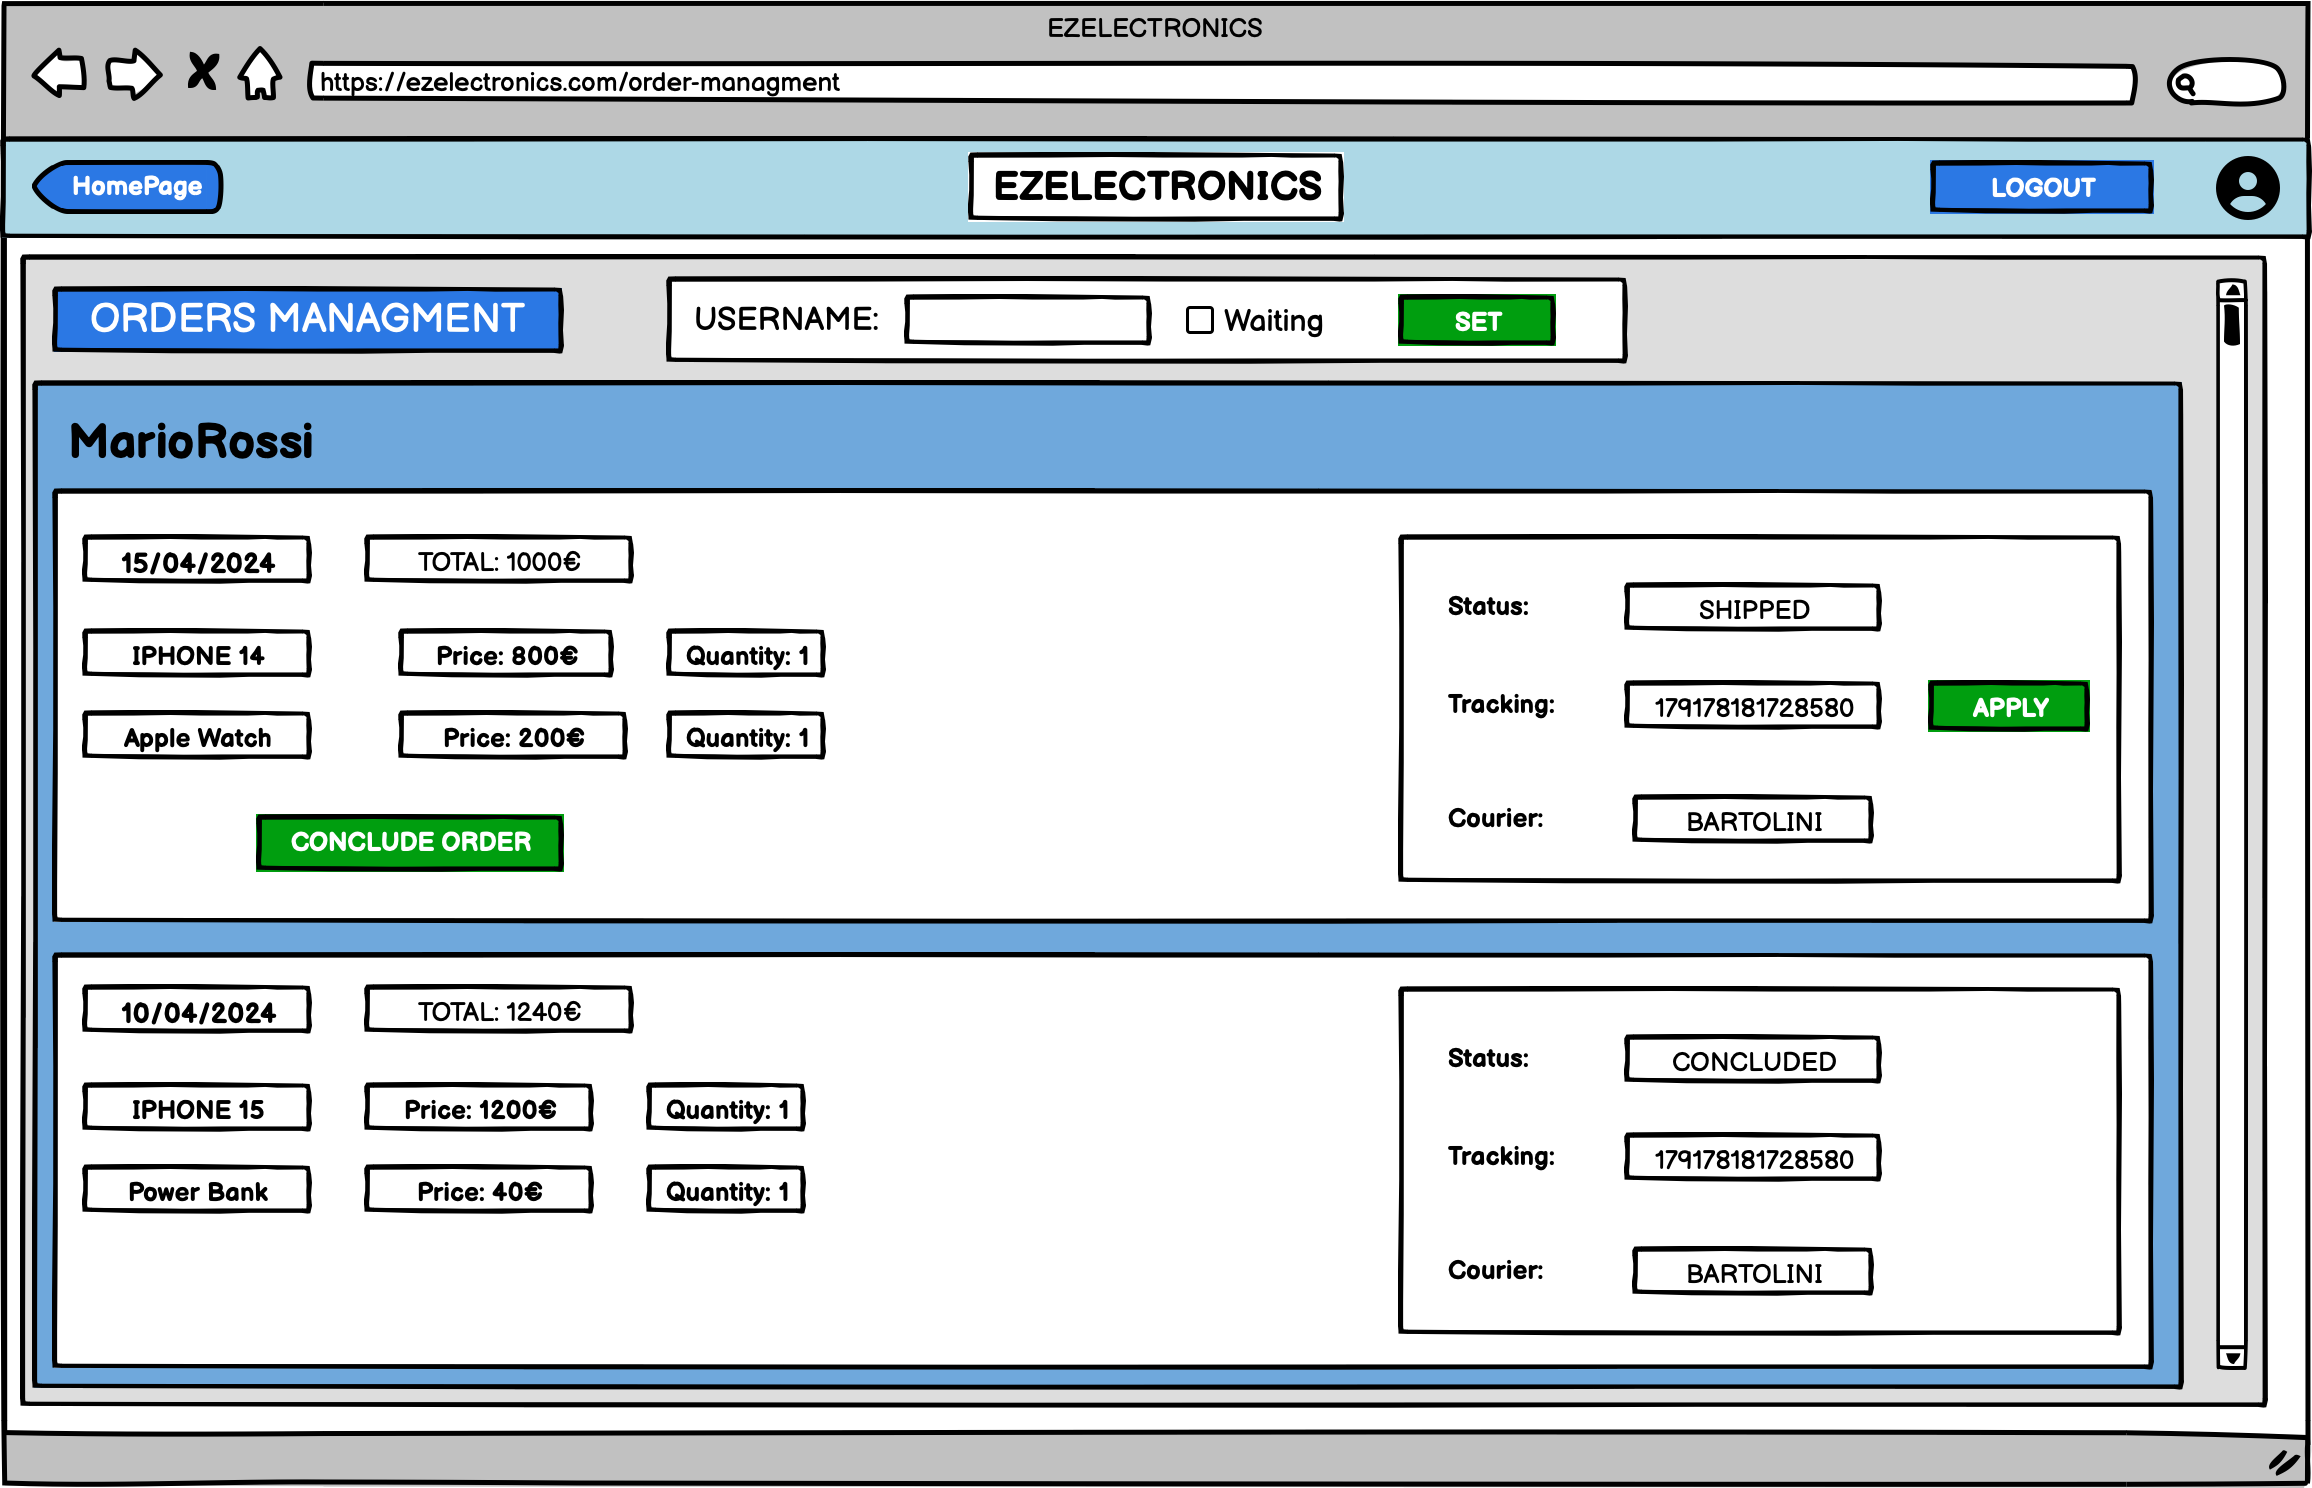 EZELECTRONICS
https://ezelectronics.com/order-managment
HomePage
EZELECTRONICS
LOGOUT
ORDERS MANAGMENT
USERNAME:
Waiting
SET
MarioRossi
15/04/2024
TOTAL: 1000€
IPHONE 14
Price: 800€
Quantity: 1
Apple Watch
Price: 200€
Quantity: 1
CONCLUDE ORDER
Status:
SHIPPED
Tracking:
179178181728580
APPLY
Courier:
BARTOLINI
10/04/2024
TOTAL: 1240€
IPHONE 15
Price: 1200€
Quantity: 1
Power Bank
Price: 40€
Quantity: 1
Status:
CONCLUDED
Tracking:
179178181728580
Courier:
BARTOLINI